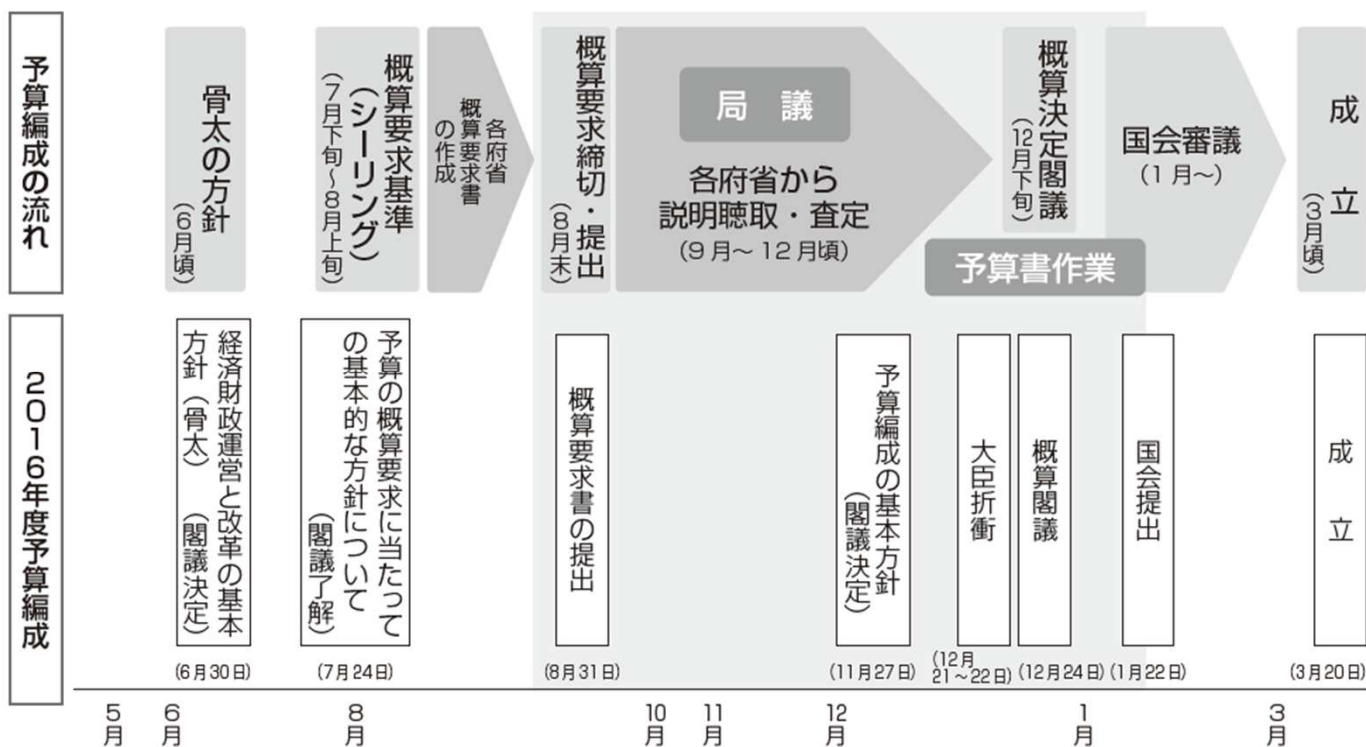 予算編成の流れ
骨太の方針
(6月頃)
概算要求基準
(シーリング)
(7月下旬~8月上旬)
各府省
概算要求書
の作成
概算要求締切・提出
(8月末)
局 議
各府省から
説明聴取・査定
(9月~12月頃)
概算決定閣議
(12月下旬)
予算書作業
国会審議
(1月~)
成 立
(3月頃)
2016年度予算編成
経済財政運営と改革の基本
方針(骨太) (閣議決定)
(6月30日)
予算の概算要求に当たって
の基本的な方針について
(閣議了解)
(7月24日)
概算要求書の提出
(8月31日)
予算編成の基本方針
(閣議決定)
(11月27日)
大臣折衝
(12月
21~22日)
概算閣議
(12月24日)
国会提出
(1月22日)
成 立
(3月20日)
5月
6月
8月
10月
11月
12月
1月
3月